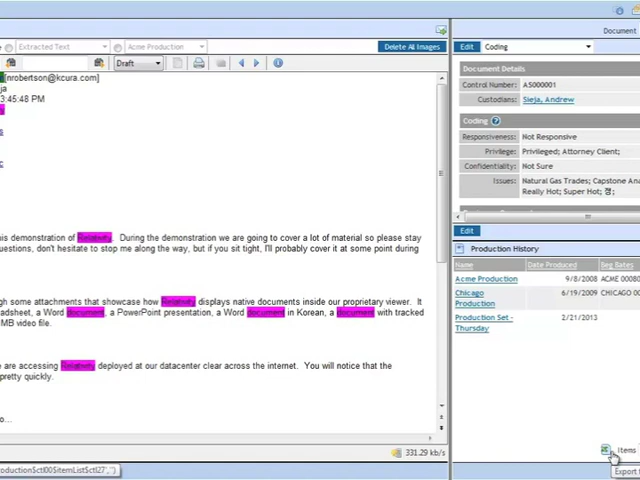 Document
Extracted Text
Acme Production
Delete All Images
Edit
Coding
Draft
[nrobertson@kcura.com]
3:45:48 PM
his demonstration of Relativity. During the demonstration we are going to cover a lot of material so please stay
uestions, don't hesitate to stop me along the way, but if you sit tight, I'll probably cover it at some point during
gh some attachments that showcase how Relativity displays native documents inside our proprietary viewer. It
eadsheet, a Word document, a PowerPoint presentation, a Word document in Korean, a document with tracked
MB video file.
e are accessing Relativity deployed at our datacenter clear across the internet. You will notice that the
pretty quickly.
331.29 kb
roduction$ctl00$itemList$ctl27','')
Document Details
Control Number: AS000001
Custodians: Sieja, Andrew
Coding
Responsiveness: Not Responsive
Privilege: Privileged; Attorney Client;
Confidentiality: Not Sure
Issues: Natural Gas Trades; Capstone Ana
Really Hot; Super Hot;
Edit
Production History
Name Date Produced Beg Bates
Acme Production 9/8/2008 ACME 00080
Chicago 6/19/2009 CHICAGO 00
Production
Production Set - 2/21/2013
Thursday
Items
Export